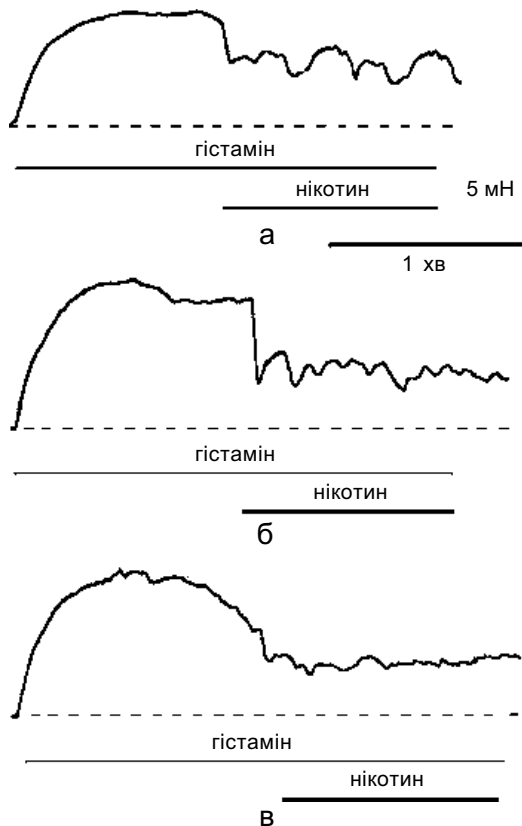 гістамін
нікотин
5 мН
а
1 хв
гістамін
нікотин
б
гістамін
нікотин
в